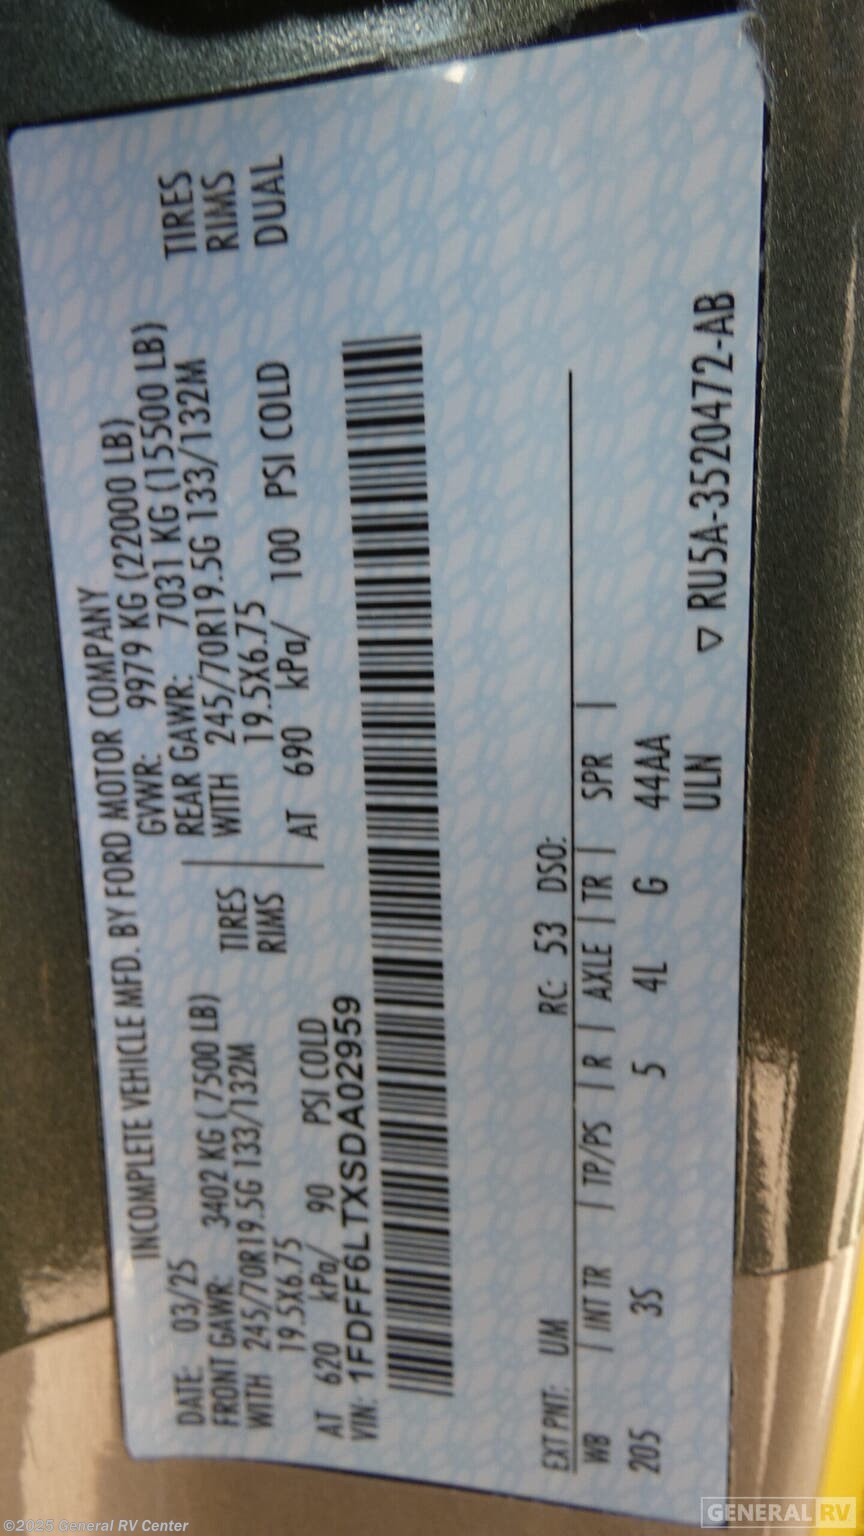 INCOMPLETE VEHICLE MFD. BY FORD MOTOR COMPANY
DATE: 03/25 GVWR: 9979 KG (22000 LB)
FRONT GAWR: 3402 KG (7500 LB) REAR GAWR: 7031 KG (15500 LB)
WITH 245/70R19.5G 133/132M TIRES WITH 245/70R19.5G 133/132M TIRES
19.5X6.75 RIMS 19.5X6.75 RIMS
AT 620 kPa/ 90 PSI COLD AT 690 kPa/ 100 PSI COLD DUAL
VIN: 1FDFF6LTXSDA02959
EXT PNT: UM RC: 53 DSO:
WB | INT TR | TP/PS | R | AXLE | TR | SPR |
205 3S 5 4L G 44AA
ULN
▽ RU5A-3520472-AB
©2025 General RV Center
GENERAL RV